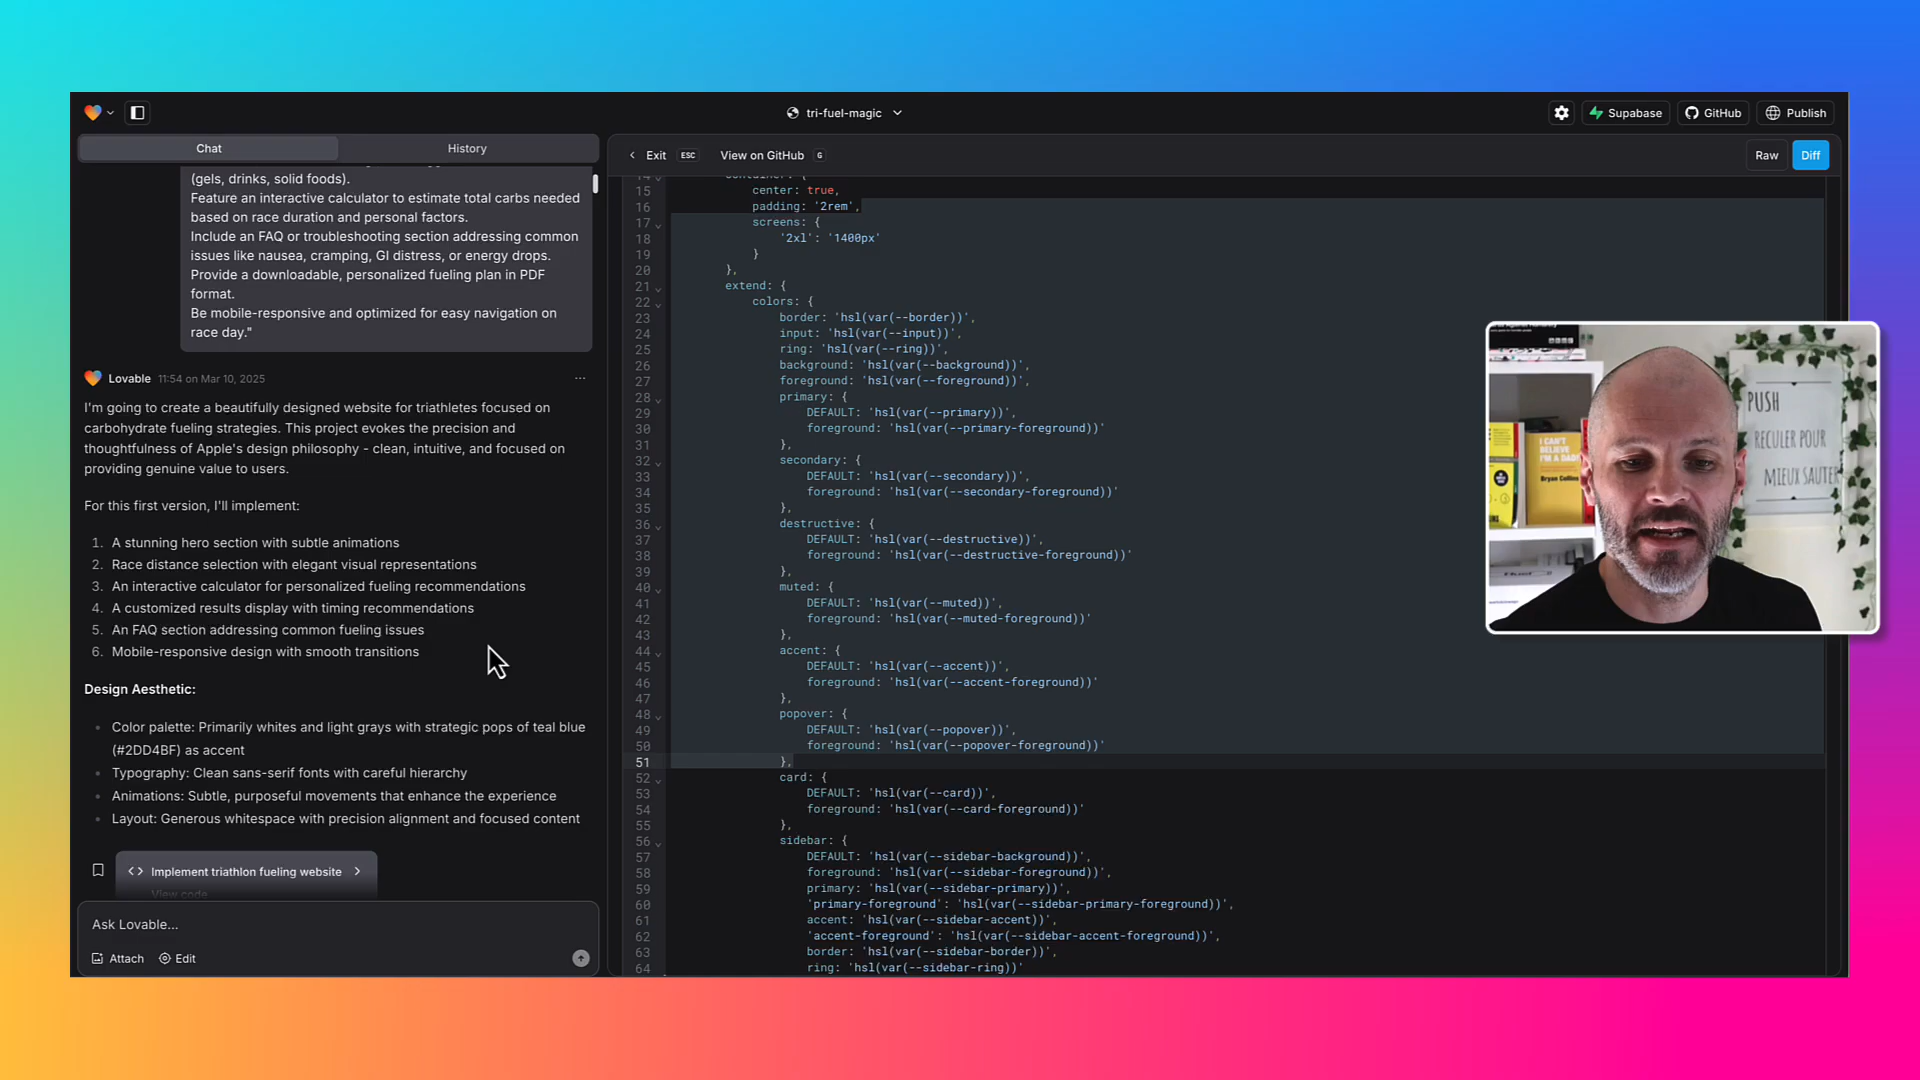 tri-fuel-magic
Supabase
GitHub
Publish
Chat
History
(gels, drinks, solid foods).
Feature an interactive calculator to estimate total carbs needed
based on race duration and personal factors.
Include an FAQ or troubleshooting section addressing common
issues like nausea, cramping, GI distress, or energy drops.
Provide a downloadable, personalized fueling plan in PDF
format.
Be mobile-responsive and optimized for easy navigation on
race day."
Lovable 11:54 on Mar 10, 2025
I'm going to create a beautifully designed website for triathletes focused on
carbohydrate fueling strategies. This project evokes the precision and
thoughtfulness of Apple's design philosophy - clean, intuitive, and focused on
providing genuine value to users.
For this first version, I'll implement:
1. A stunning hero section with subtle animations
2. Race distance selection with elegant visual representations
3. An interactive calculator for personalized fueling recommendations
4. A customized results display with timing recommendations
5. An FAQ section addressing common fueling issues
6. Mobile-responsive design with smooth transitions
Design Aesthetic:
• Color palette: Primarily whites and light grays with strategic pops of teal blue
(#2DD4BF) as accent
• Typography: Clean sans-serif fonts with careful hierarchy
• Animations: Subtle, purposeful movements that enhance the experience
• Layout: Generous whitespace with precision alignment and focused content
Implement triathlon fueling website
View code
Ask Lovable...
Attach
Edit
Exit ESC
View on GitHub G
Raw
Diff
14 container: {
15 center: true,
16 padding: '2rem',
17 screens: {
18 '2xl': '1400px'
19 }
20 },
21 extend: {
22 colors: {
23 border: 'hsl(var(--border))',
24 input: 'hsl(var(--input))',
25 ring: 'hsl(var(--ring))',
26 background: 'hsl(var(--background))',
27 foreground: 'hsl(var(--foreground))',
28 primary: {
29 DEFAULT: 'hsl(var(--primary))',
30 foreground: 'hsl(var(--primary-foreground))'
31 },
32 secondary: {
33 DEFAULT: 'hsl(var(--secondary))',
34 foreground: 'hsl(var(--secondary-foreground))'
35 },
36 destructive: {
37 DEFAULT: 'hsl(var(--destructive))',
38 foreground: 'hsl(var(--destructive-foreground))'
39 },
40 muted: {
41 DEFAULT: 'hsl(var(--muted))',
42 foreground: 'hsl(var(--muted-foreground))'
43 },
44 accent: {
45 DEFAULT: 'hsl(var(--accent))',
46 foreground: 'hsl(var(--accent-foreground))'
47 },
48 popover: {
49 DEFAULT: 'hsl(var(--popover))',
50 foreground: 'hsl(var(--popover-foreground))'
51 },
52 card: {
53 DEFAULT: 'hsl(var(--card))',
54 foreground: 'hsl(var(--card-foreground))'
55 },
56 sidebar: {
57 DEFAULT: 'hsl(var(--sidebar-background))',
58 foreground: 'hsl(var(--sidebar-foreground))',
59 primary: 'hsl(var(--sidebar-primary))',
60 'primary-foreground': 'hsl(var(--sidebar-primary-foreground))',
61 accent: 'hsl(var(--sidebar-accent))',
62 'accent-foreground': 'hsl(var(--sidebar-accent-foreground))',
63 border: 'hsl(var(--sidebar-border))',
64 ring: 'hsl(var(--sidebar-ring))'
I CAN'T
BELIEVE
I'M A DAD
Bryan Collins
PUSH
RECULER POUR
MIEUX SAUTER